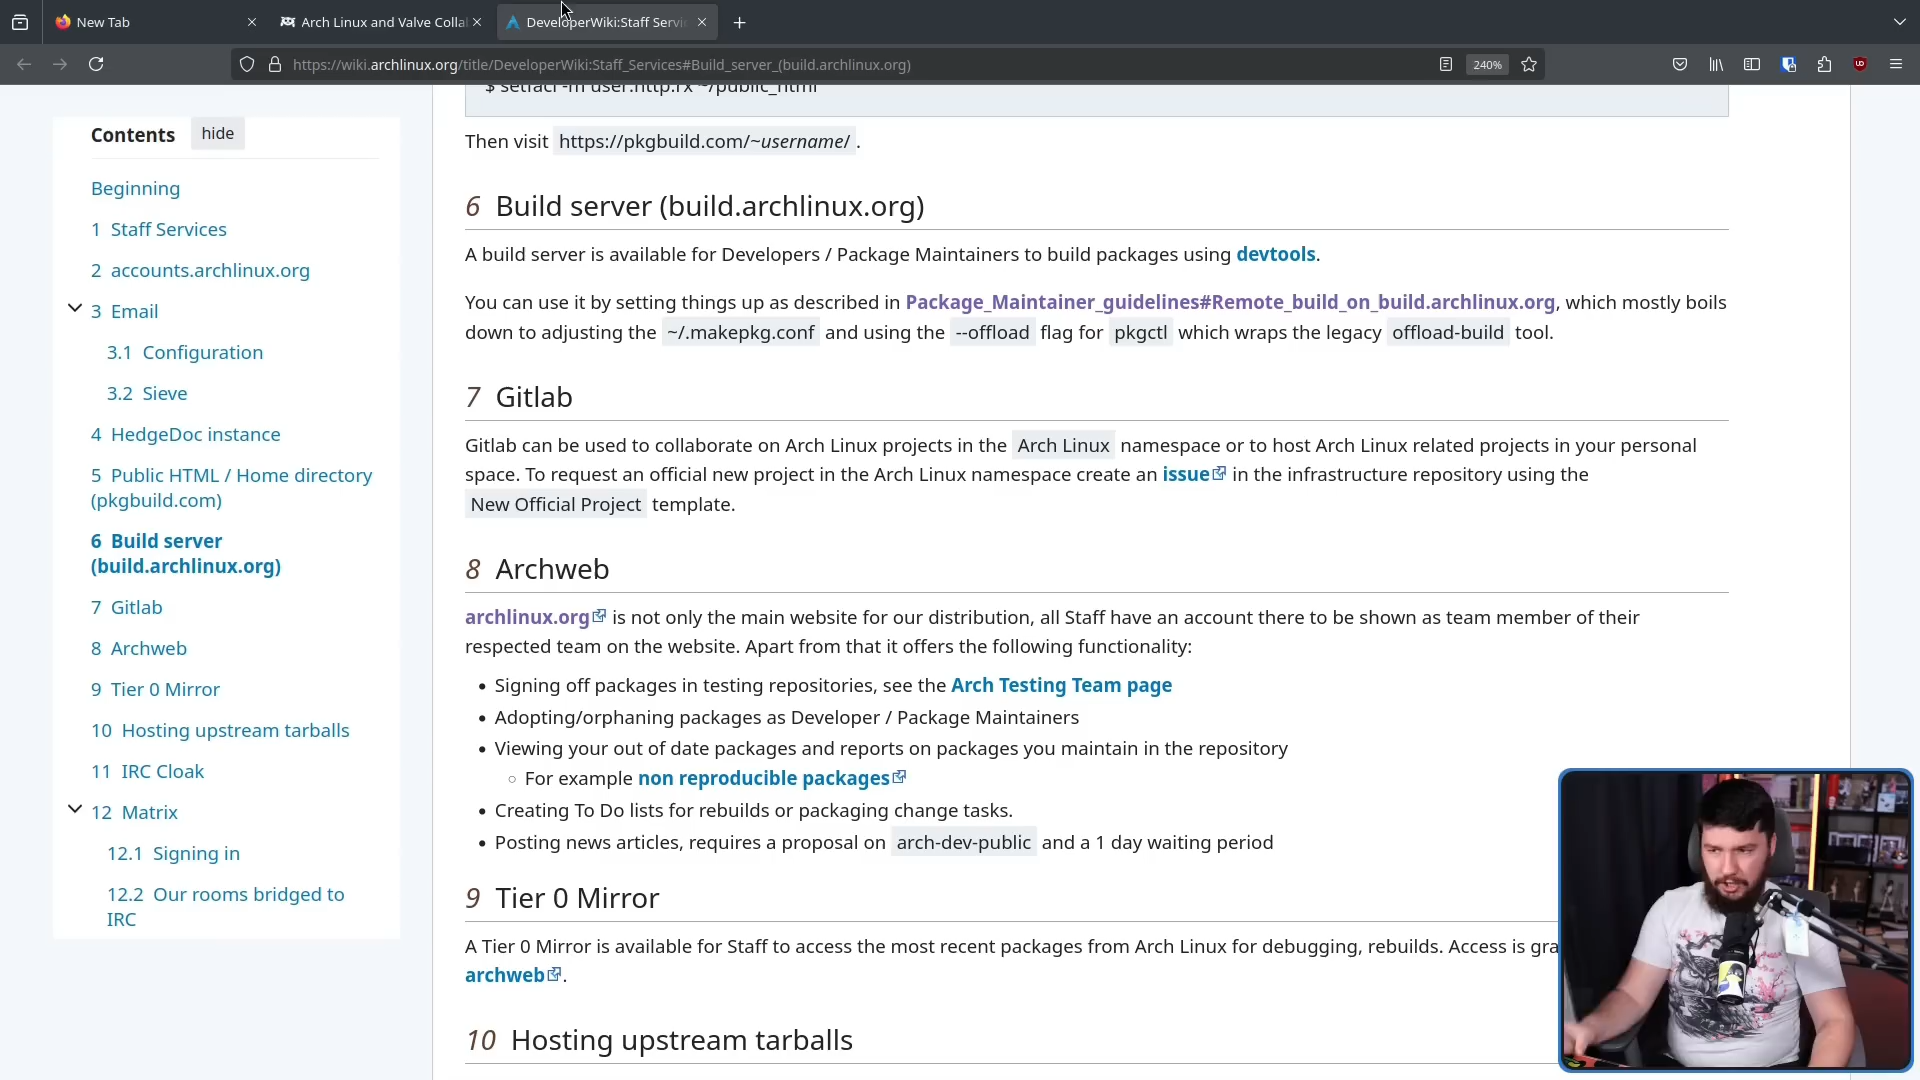 New Tab
Arch Linux and Valve Colla
DeveloperWiki:Staff Servi
https://wiki.archlinux.org/title/DeveloperWiki:Staff_Services#Build_server_(build.archlinux.org)
240%
$ setfacl -m user:http:rx ~/public_html
Contents
hide
Beginning
1 Staff Services
2 accounts.archlinux.org
3 Email
3.1 Configuration
3.2 Sieve
4 HedgeDoc instance
5 Public HTML / Home directory
(pkgbuild.com)
6 Build server
(build.archlinux.org)
7 Gitlab
8 Archweb
9 Tier 0 Mirror
10 Hosting upstream tarballs
11 IRC Cloak
12 Matrix
12.1 Signing in
12.2 Our rooms bridged to
IRC
Then visit https://pkgbuild.com/~username/ .
6 Build server (build.archlinux.org)
A build server is available for Developers / Package Maintainers to build packages using devtools.
You can use it by setting things up as described in Package_Maintainer_guidelines#Remote_build_on_build.archlinux.org, which mostly boils
down to adjusting the ~/.makepkg.conf and using the --offload flag for pkgctl which wraps the legacy offload-build tool.
7 Gitlab
Gitlab can be used to collaborate on Arch Linux projects in the Arch Linux namespace or to host Arch Linux related projects in your personal
space. To request an official new project in the Arch Linux namespace create an issue in the infrastructure repository using the
New Official Project template.
8 Archweb
archlinux.org is not only the main website for our distribution, all Staff have an account there to be shown as team member of their
respected team on the website. Apart from that it offers the following functionality:
• Signing off packages in testing repositories, see the Arch Testing Team page
• Adopting/orphaning packages as Developer / Package Maintainers
• Viewing your out of date packages and reports on packages you maintain in the repository
○ For example non reproducible packages
• Creating To Do lists for rebuilds or packaging change tasks.
• Posting news articles, requires a proposal on arch-dev-public and a 1 day waiting period
9 Tier 0 Mirror
A Tier 0 Mirror is available for Staff to access the most recent packages from Arch Linux for debugging, rebuilds. Access is gra
archweb.
10 Hosting upstream tarballs